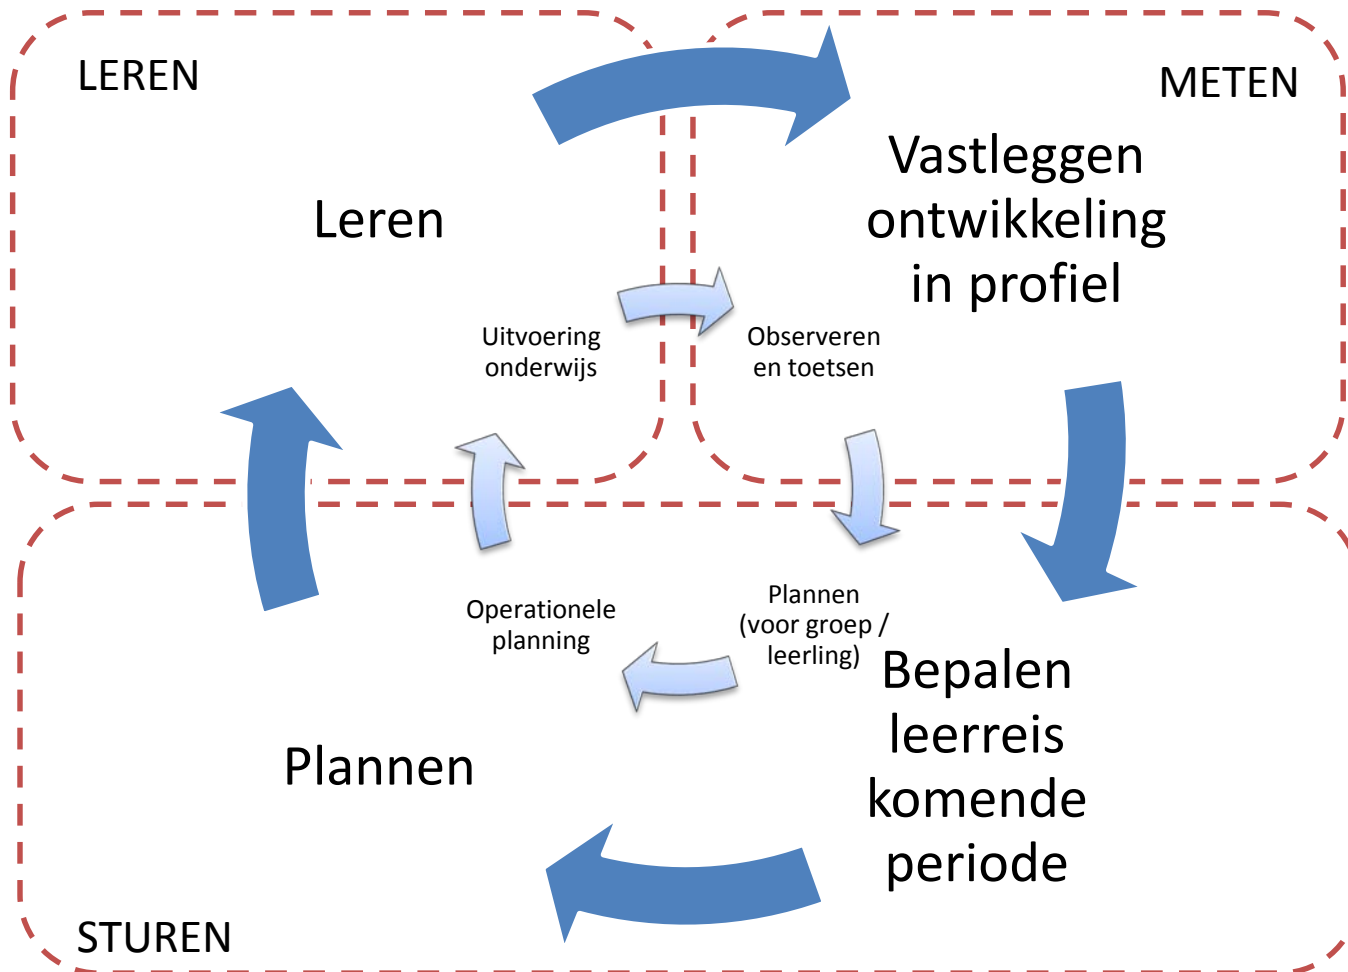 LEREN
METEN
Leren
Vastleggen
ontwikkeling
in profiel
Uitvoering
onderwijs
Observeren
en toetsen
Operationele
planning
Plannen
(voor groep /
leerling)
Plannen
Bepalen
leerreis
komende
periode
STUREN